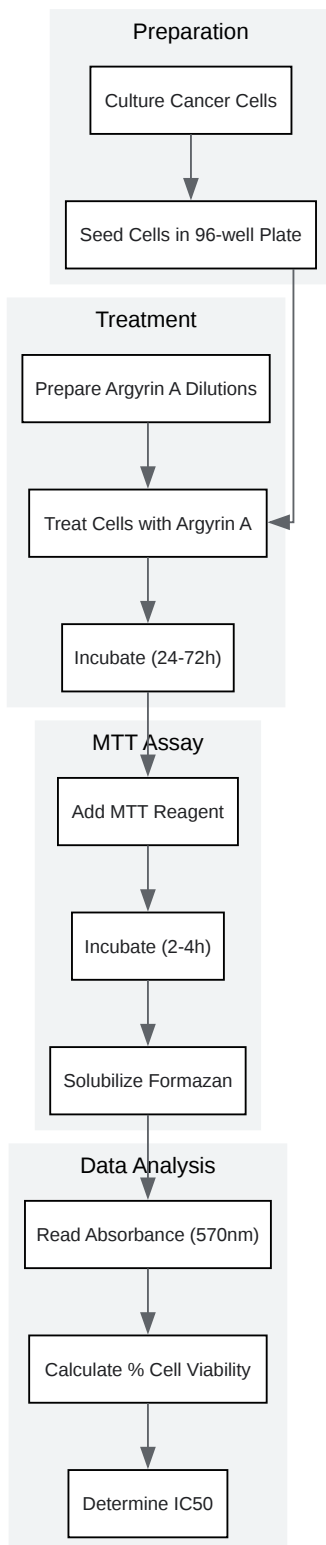 Preparation
Culture Cancer Cells
Seed Cells in 96-well Plate
Treatment
Prepare Argyrin A Dilutions
Treat Cells with Argyrin A
Incubate (24-72h)
MTT Assay
Add MTT Reagent
Incubate (2-4h)
Solubilize Formazan
Data Analysis
Read Absorbance (570nm)
Calculate % Cell Viability
Determine IC50